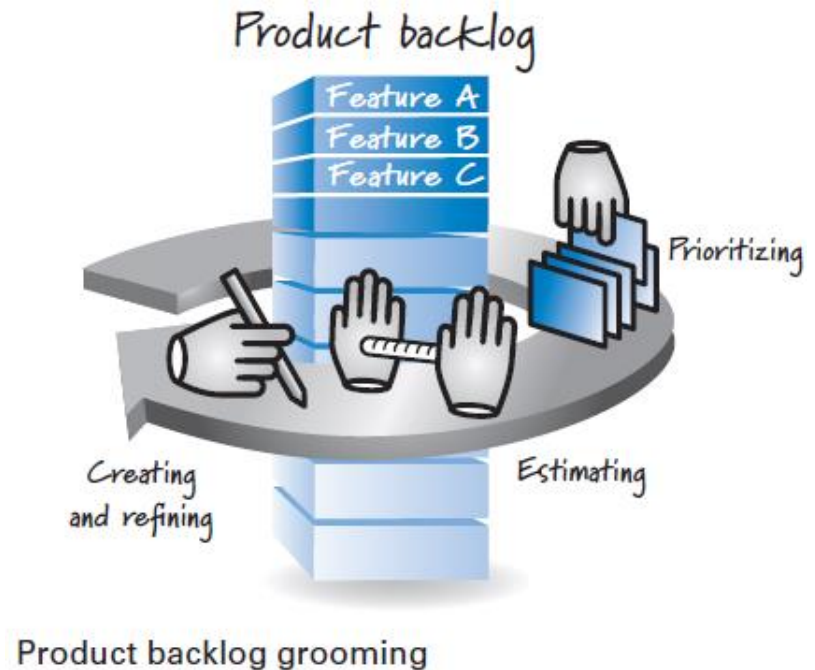 Product backlog
Feature A
Feature B
Feature C
Prioritizing
Estimating
Creating
and refining
Product backlog grooming